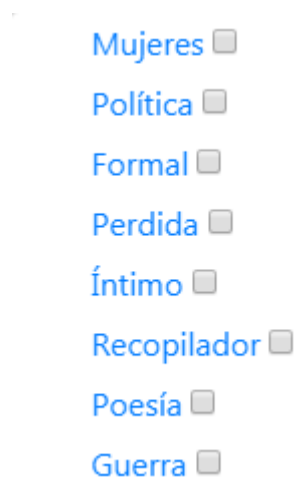 Mujeres
Política
Formal
Perdida
Íntimo
Recopilador
Poesía
Guerra